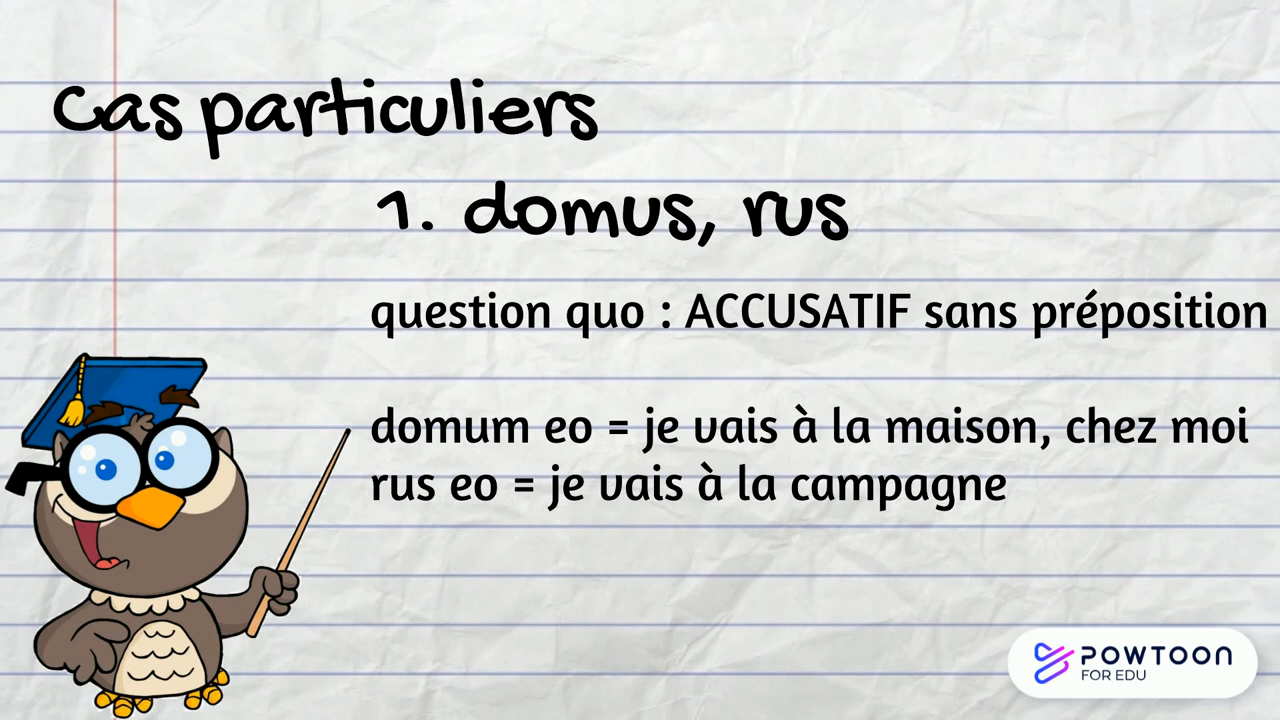 Cas particuliers
1. domus, rus
question quo : ACCUSATIF sans préposition
domum eo = je vais à la maison, chez moi
rus eo = je vais à la campagne
POWTOON
FOR EDU